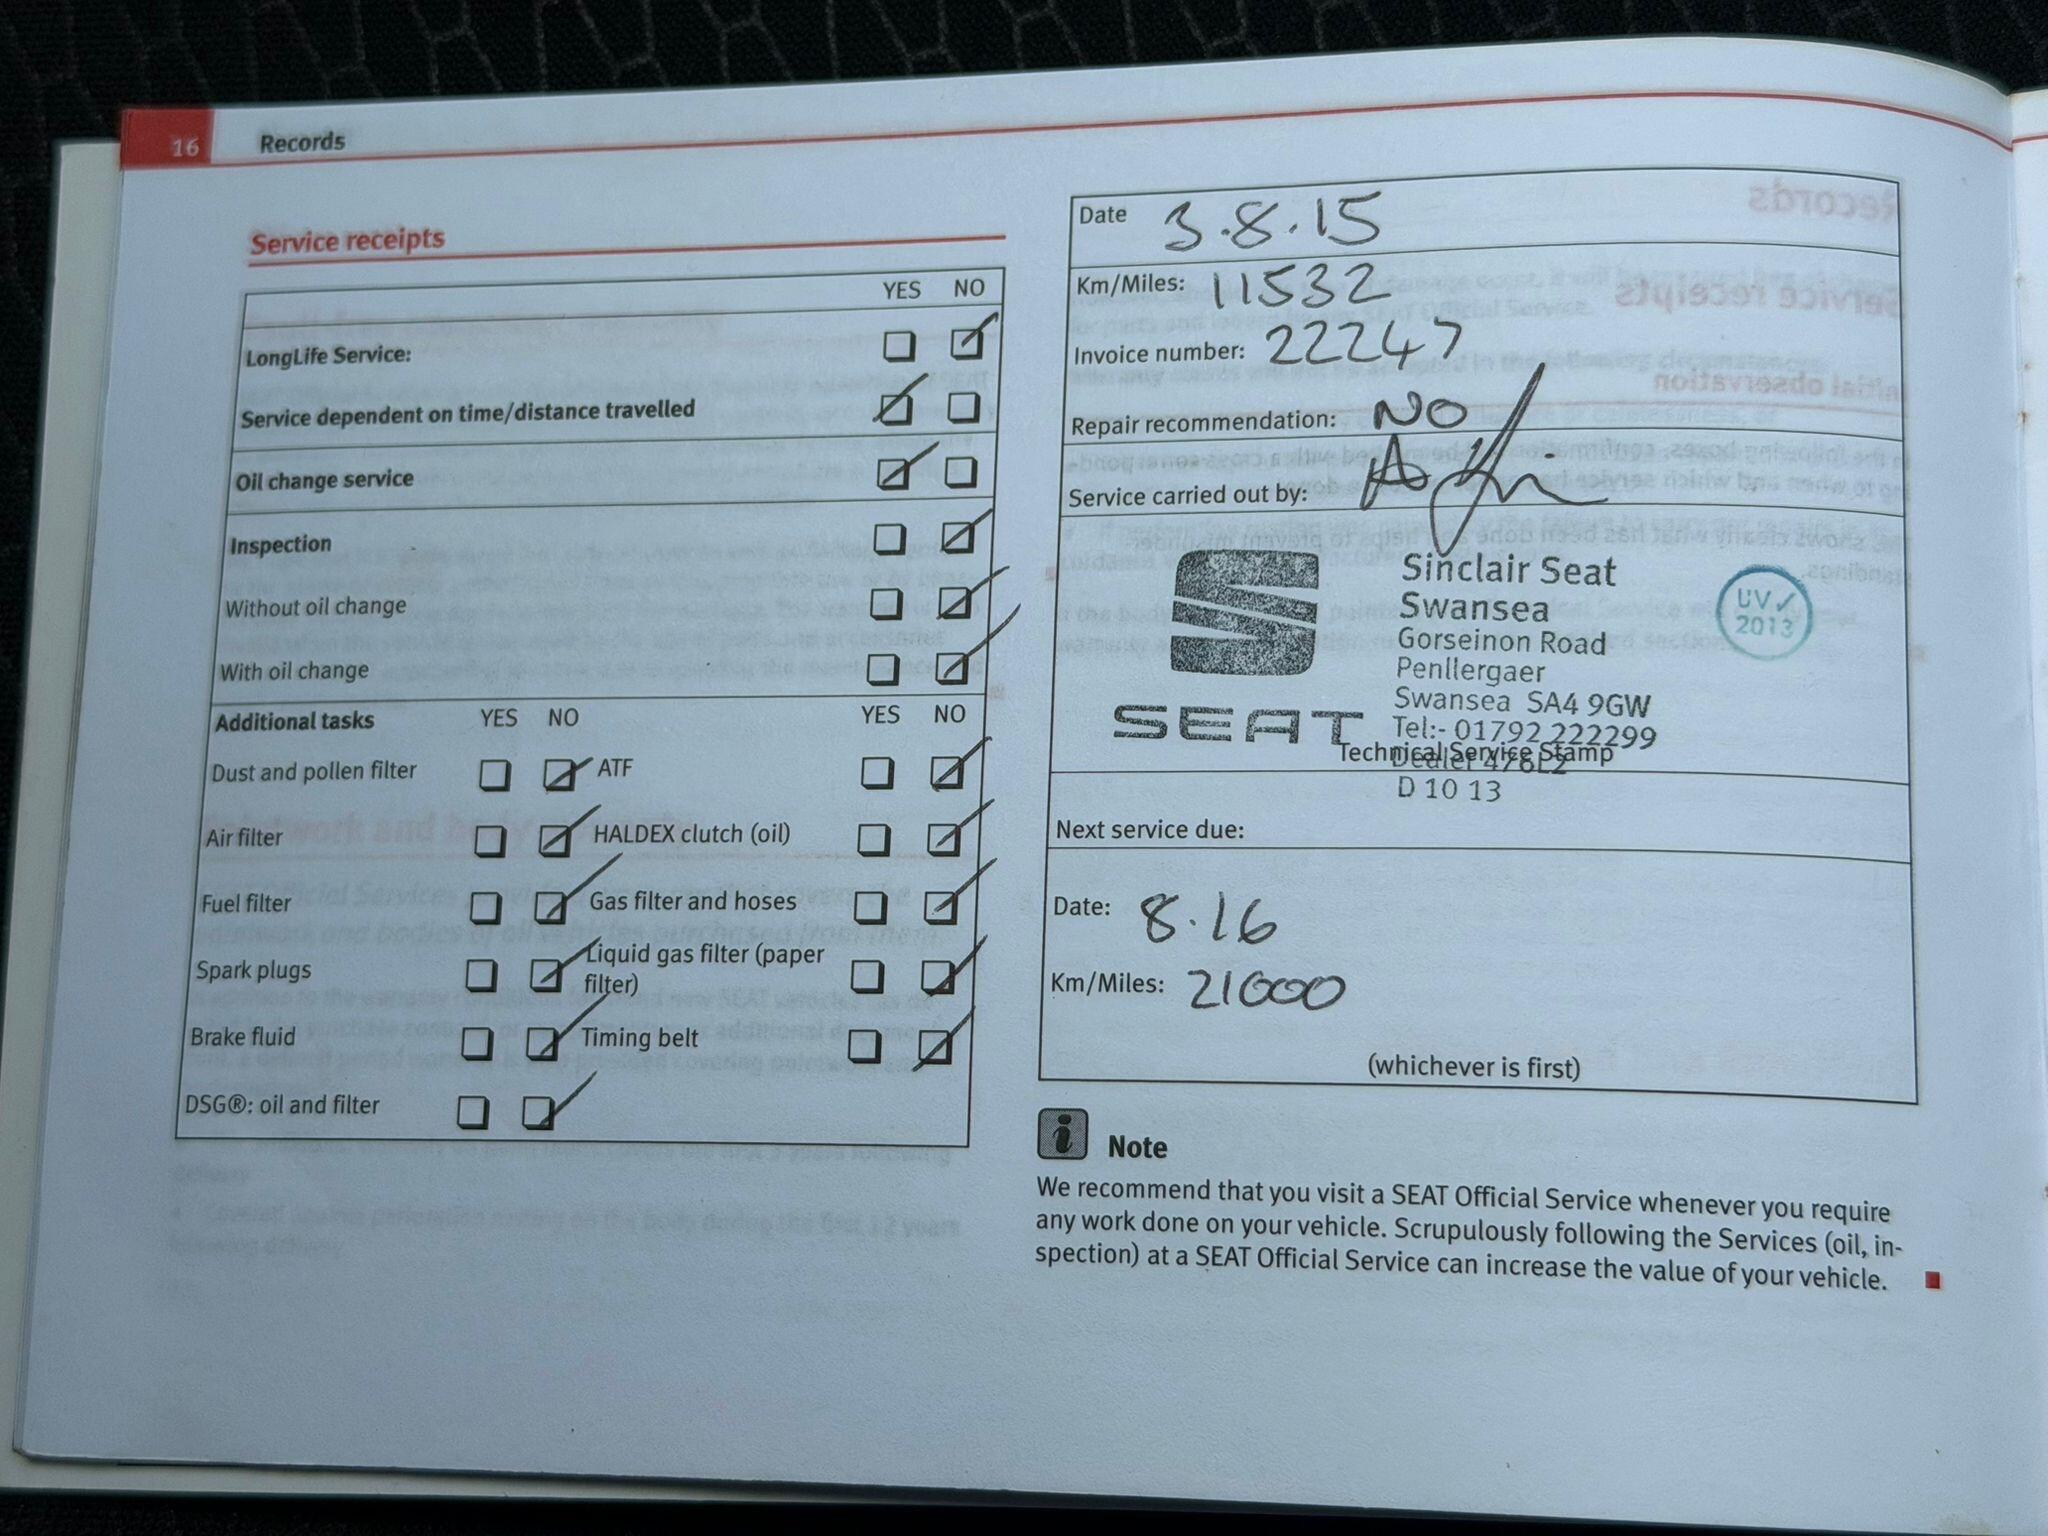 16 Records
Service receipts
YES NO
LongLife Service:
Service dependent on time/distance travelled
Oil change service
Inspection
Without oil change
With oil change
Additional tasks YES NO YES NO
Dust and pollen filter ATF
Air filter HALDEX clutch (oil)
Fuel filter Gas filter and hoses
Spark plugs Liquid gas filter (paper
filter)
Brake fluid Timing belt
DSG®: oil and filter
Date 3.8.15
Km/Miles: 11532
Invoice number: 22247
Repair recommendation: NO
Service carried out by:
Sinclair Seat
Swansea
Gorseinon Road
Penllergaer
Swansea SA4 9GW
Tel:- 01792 222299
Dealer 476L2
D 10 13
SEAT
UV✓
2013
Technical Service Stamp
Next service due:
Date: 8.16
Km/Miles: 21000
(whichever is first)
i Note
We recommend that you visit a SEAT Official Service whenever you require
any work done on your vehicle. Scrupulously following the Services (oil, in-
spection) at a SEAT Official Service can increase the value of your vehicle.